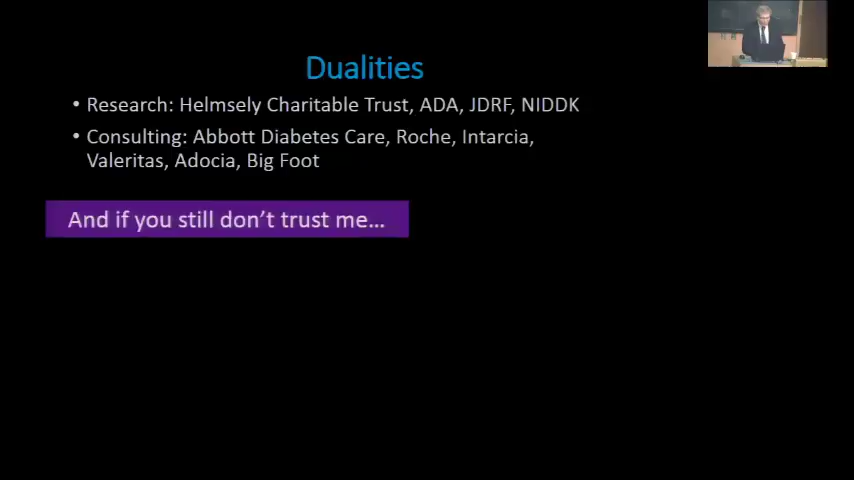 Dualities
• Research: Helmsely Charitable Trust, ADA, JDRF, NIDDK
• Consulting: Abbott Diabetes Care, Roche, Intarcia,
Valeritas, Adocia, Big Foot
And if you still don't trust me...